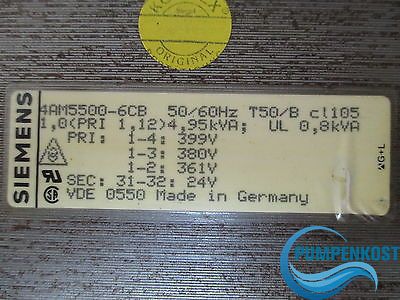 ORIGINAL
SIEMENS
4AM5500-6CB 50/60Hz T50/B cl105
1,0(PRI 1,12)4,95kVA; UL 0,8kVA
PRI: 1-4: 399V
1-3: 380V
1-2: 361V
SEC: 31-32: 24V
VDE 0550 Made in Germany
G+L
PUMPENKOST